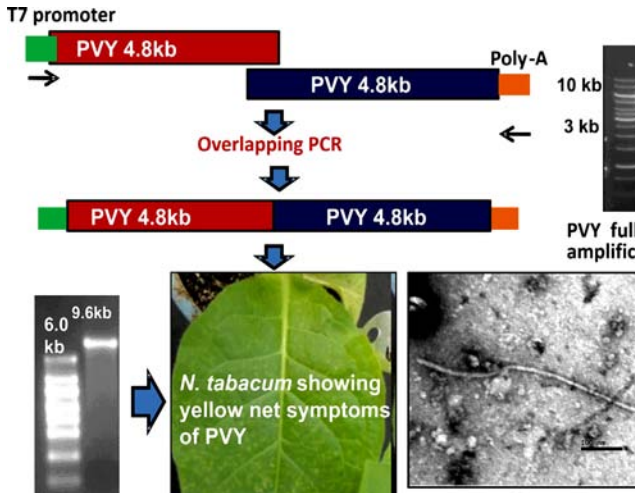 T7 promoter
PVY 4.8kb
Poly-A
PVY 4.8kb
10 kb
3 kb
Overlapping PCR
PVY 4.8kb PVY 4.8kb
PVY full
amplific
6.0
kb
9.6kb
N. tabacum showing
yellow net symptoms
of PVY